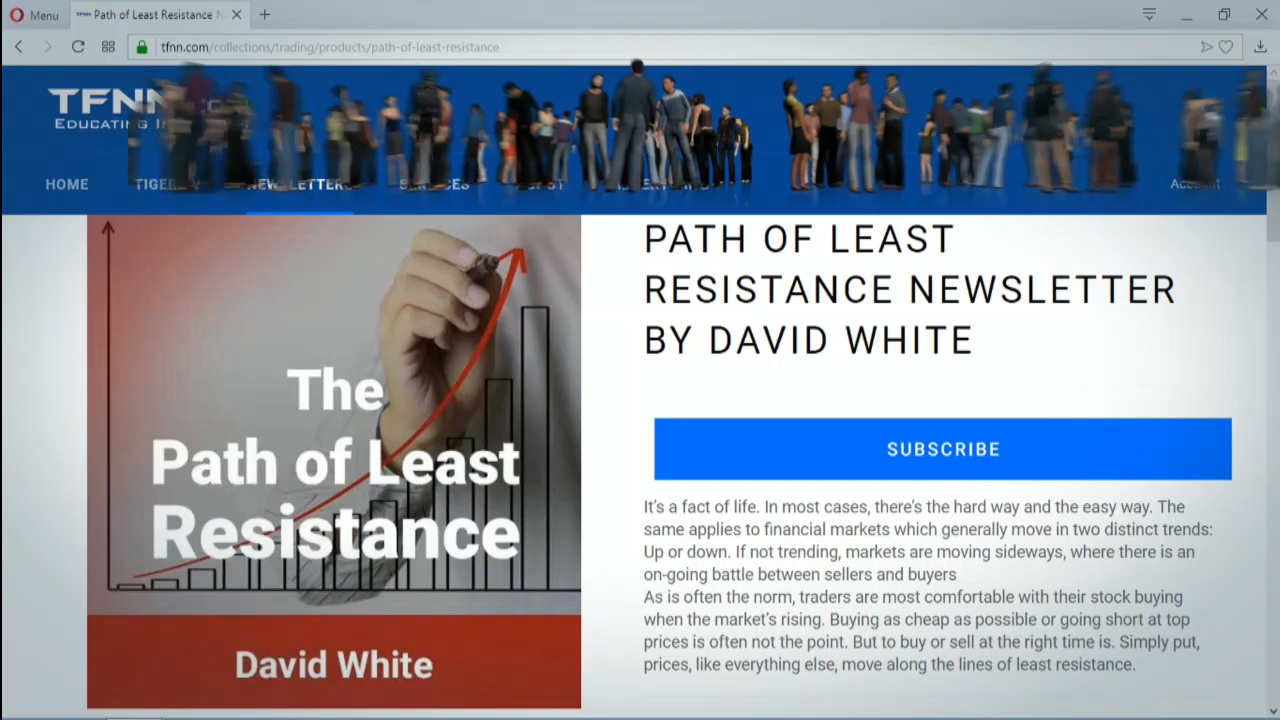 Menu
Path of Least Resistance
tfnn.com/collections/trading/products/path-of-least-resistance
TFNN
EDUCATING
HOME
PATH OF LEAST
RESISTANCE NEWSLETTER
BY DAVID WHITE
The
Path of Least
Resistance
David White
SUBSCRIBE
It's a fact of life. In most cases, there's the hard way and the easy way. The
same applies to financial markets which generally move in two distinct trends:
Up or down. If not trending, markets are moving sideways, where there is an
on-going battle between sellers and buyers
As is often the norm, traders are most comfortable with their stock buying
when the market's rising. Buying as cheap as possible or going short at top
prices is often not the point. But to buy or sell at the right time is. Simply put,
prices, like everything else, move along the lines of least resistance.